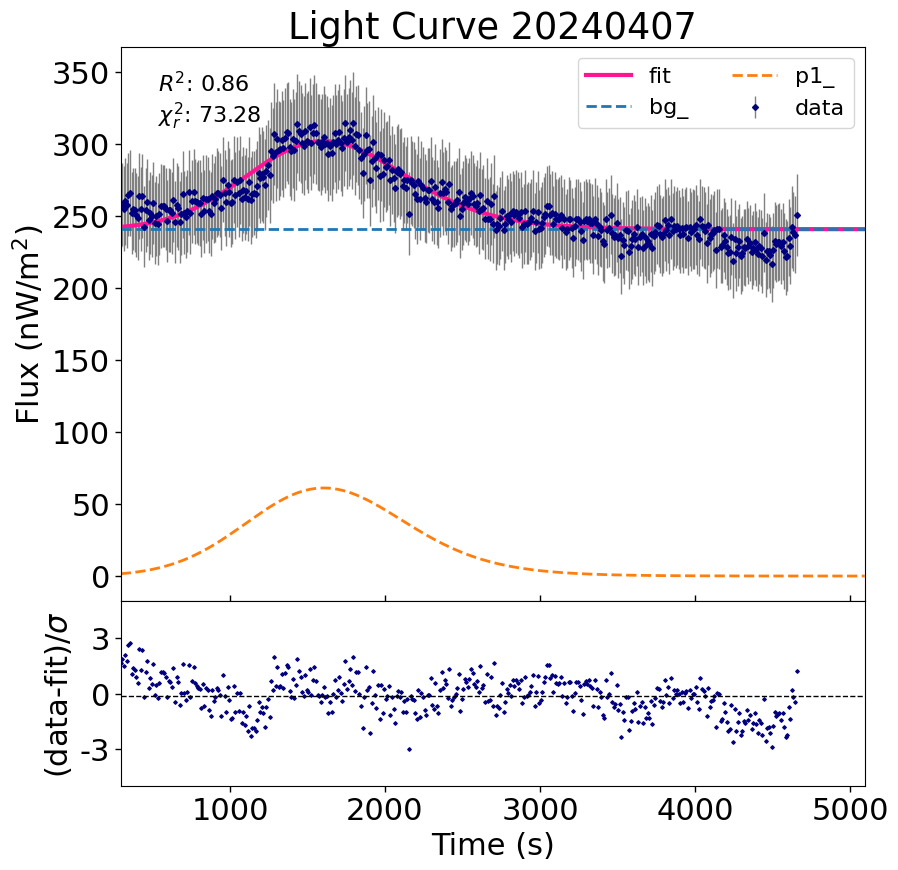 Light Curve 20240407
R²: 0.86
χ²ᵣ: 73.28
fit
bg_
p1_
data
Flux (nW/m²)
350
300
250
200
150
100
50
0
(data-fit)/σ
3
0
-3
1000 2000 3000 4000 5000
Time (s)